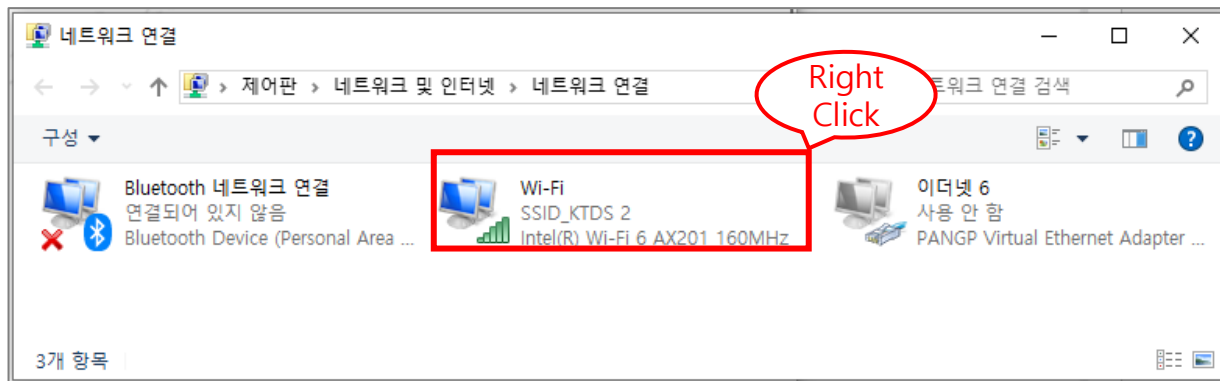 네트워크 연결
제어판 › 네트워크 및 인터넷 › 네트워크 연결
트워크 연결 검색
Right
Click
구성
Bluetooth 네트워크 연결
연결되어 있지 않음
Bluetooth Device (Personal Area ...
Wi-Fi
SSID_KTDS 2
Intel(R) Wi-Fi 6 AX201 160MHz
이더넷 6
사용 안 함
PANGP Virtual Ethernet Adapter ...
3개 항목